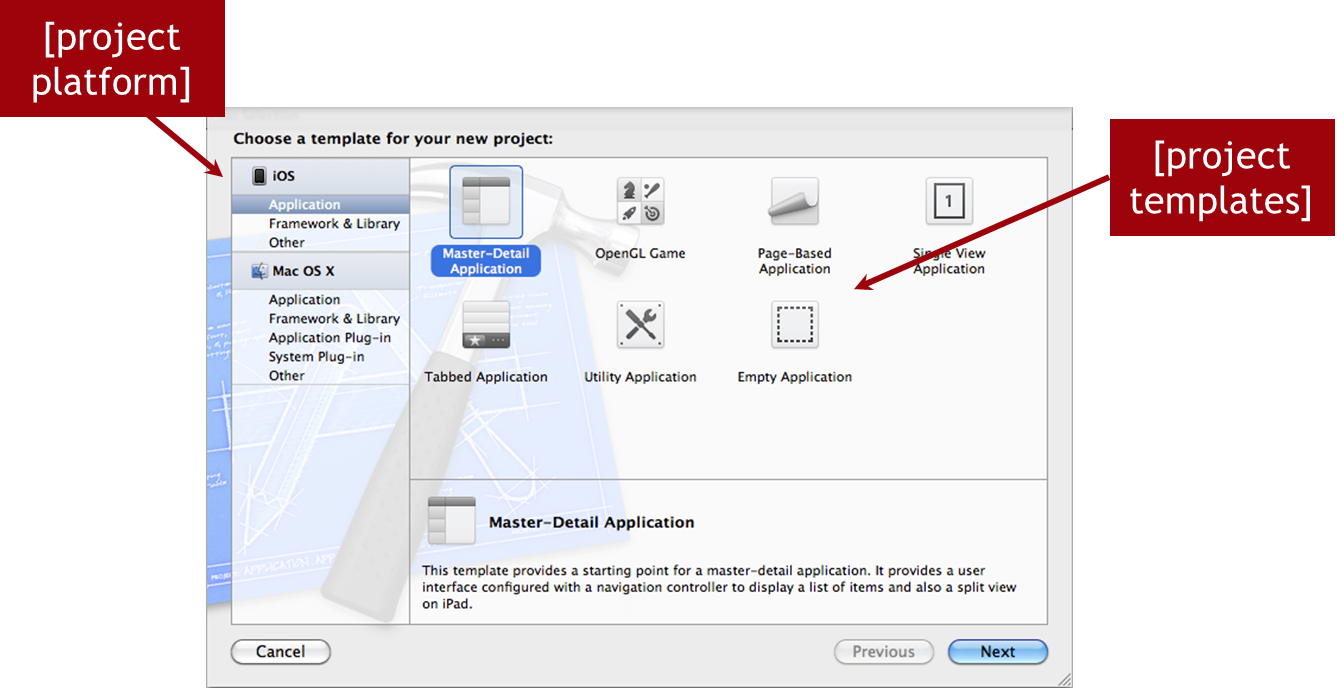 [project
platform]
Choose a template for your new project:
iOS
Application
Framework & Library
Other
Mac OS X
Application
Framework & Library
Application Plug-in
System Plug-in
Other
Master-Detail
Application
OpenGL Game
Page-Based
Application
1
Single View
Application
Tabbed Application
Utility Application
Empty Application
[project
templates]
Master-Detail Application
This template provides a starting point for a master-detail application. It provides a user
interface configured with a navigation controller to display a list of items and also a split view
on iPad.
Cancel
Previous
Next